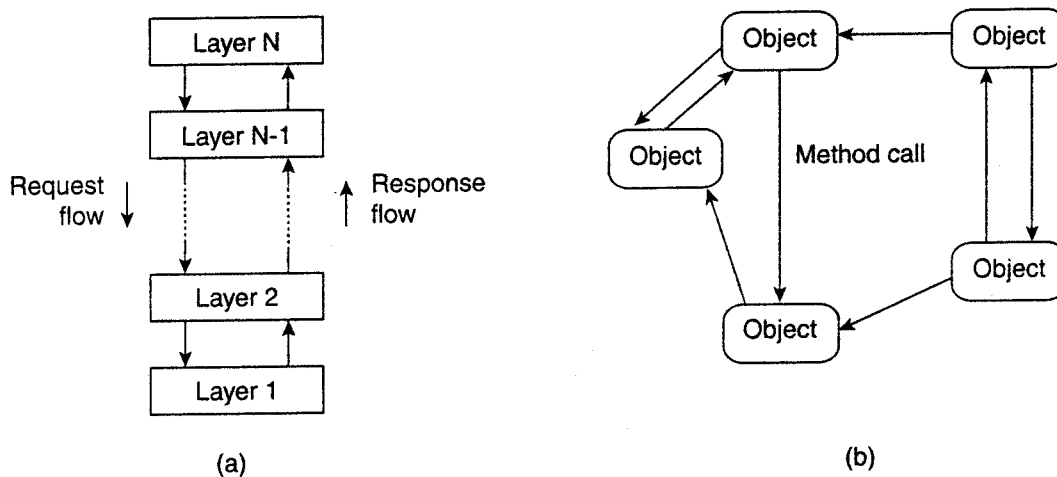 Layer N
Layer N-1
Request
flow
Response
flow
Layer 2
Layer 1
(a)
Object
Object
Object
Method call
Object
Object
(b)